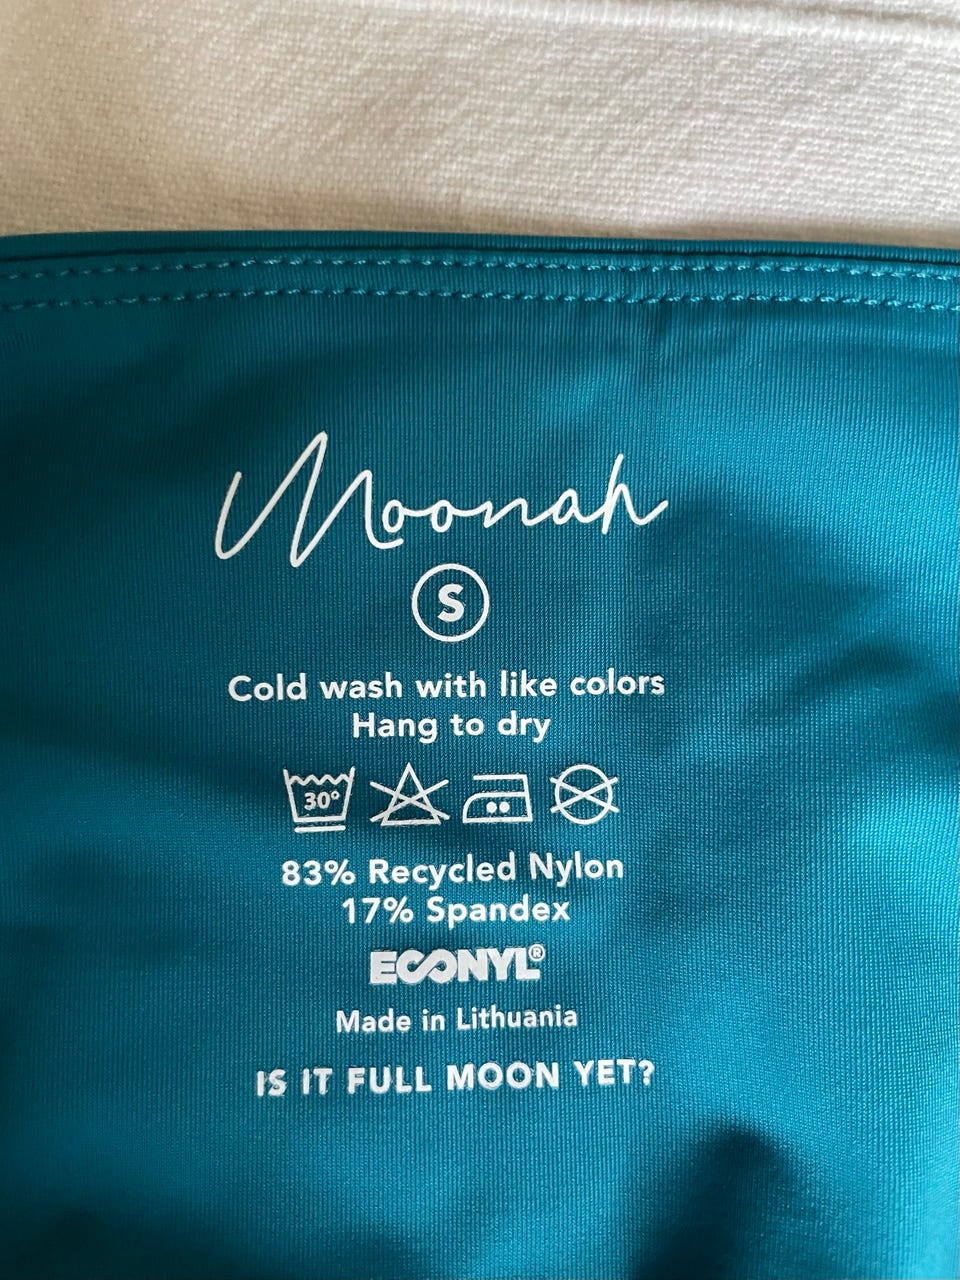 Moonah
S
Cold wash with like colors
Hang to dry
30°
83% Recycled Nylon
17% Spandex
ECONYL®
Made in Lithuania
IS IT FULL MOON YET?